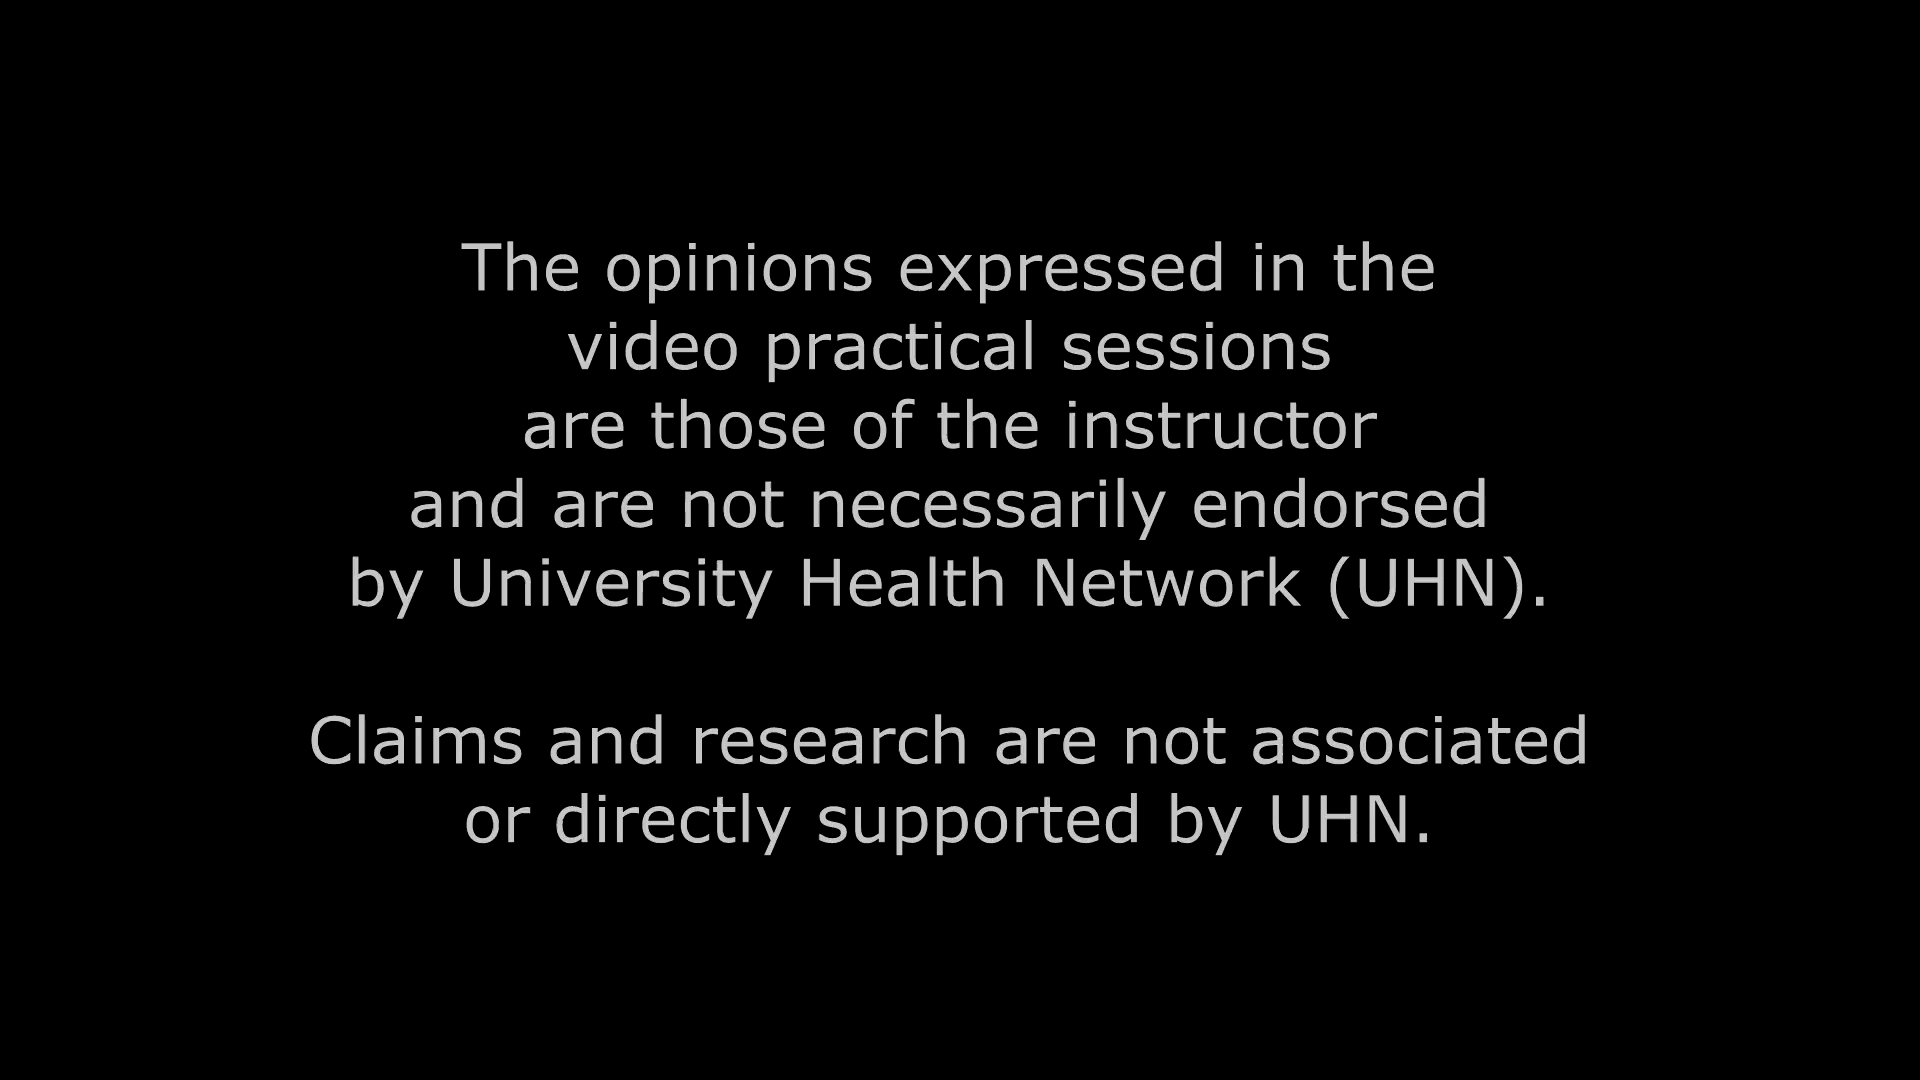 The opinions expressed in the
video practical sessions
are those of the instructor
and are not necessarily endorsed
by University Health Network (UHN).
Claims and research are not associated
or directly supported by UHN.